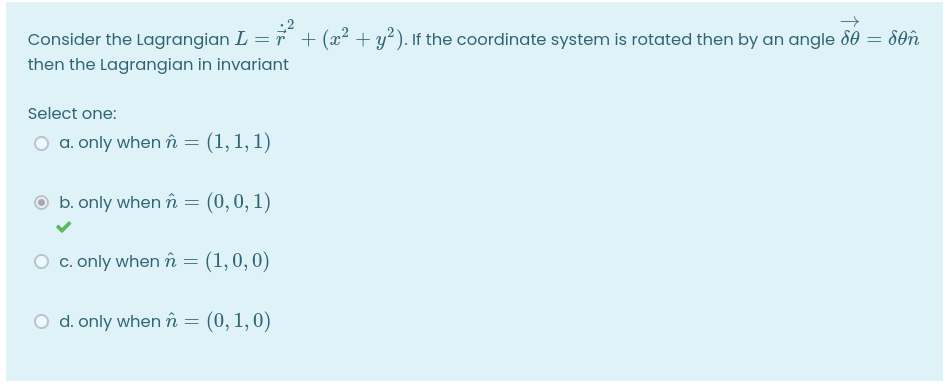 Consider the Lagrangian $L = \dot{\vec{r}}^{2} + (x^2 + y^2)$. If the coordinate system is rotated then by an angle $\overrightarrow{\delta\theta} = \delta\theta\hat{n}$
then the Lagrangian in invariant
Select one:
a. only when $\hat{n} = (1, 1, 1)$
b. only when $\hat{n} = (0, 0, 1)$
c. only when $\hat{n} = (1, 0, 0)$
d. only when $\hat{n} = (0, 1, 0)$